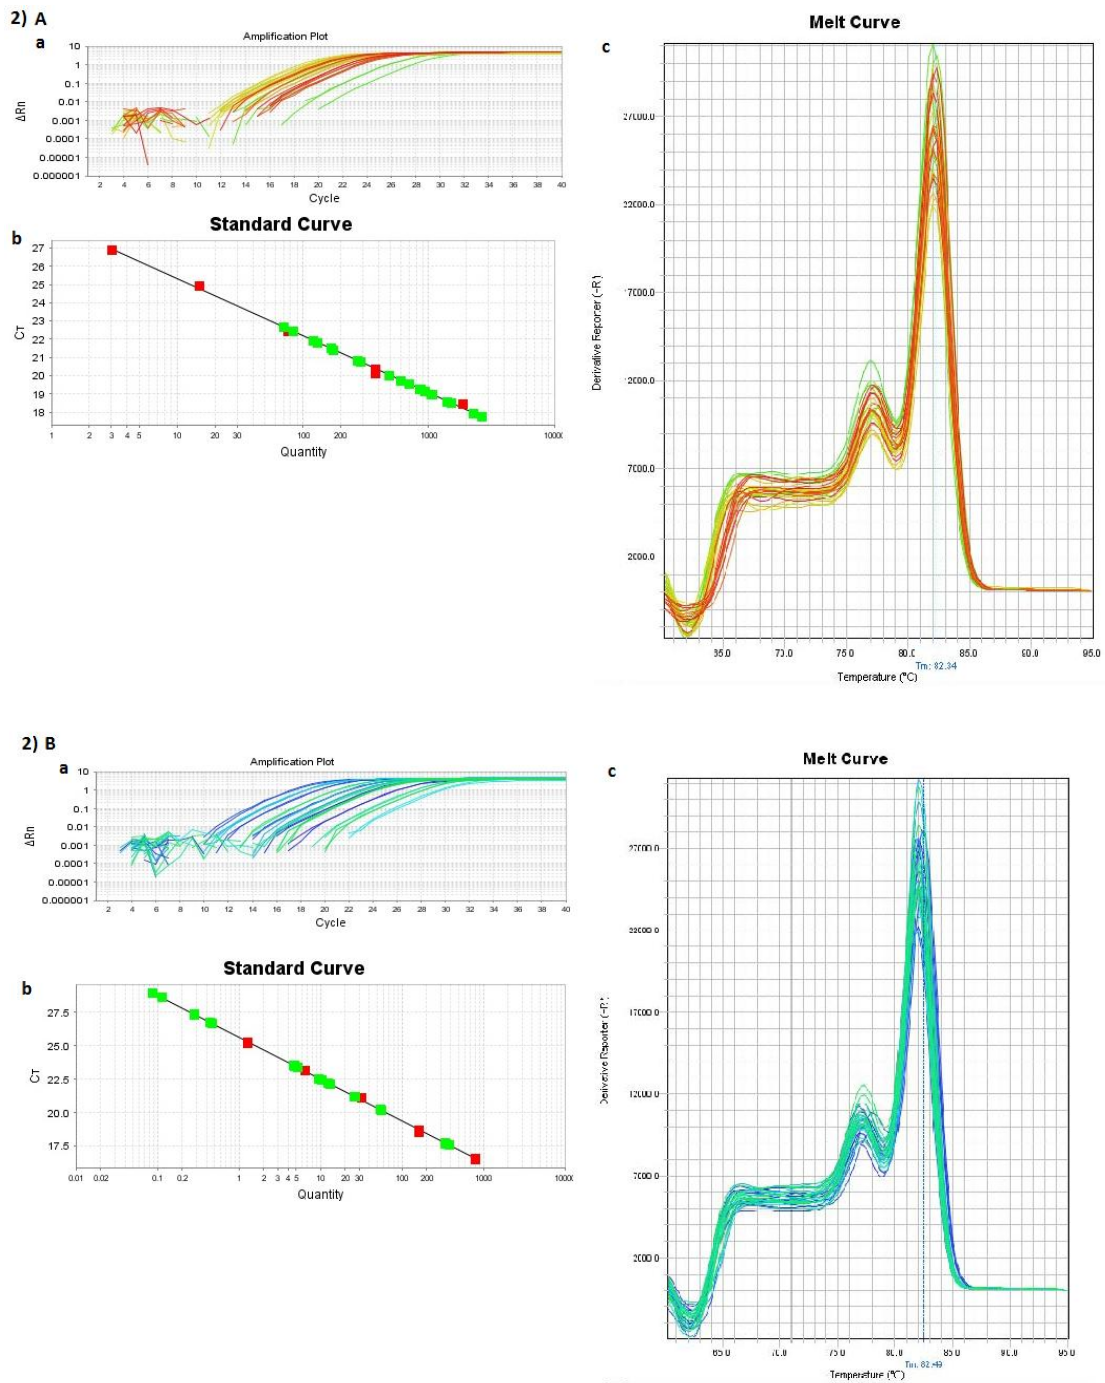 2) A
a
Amplification Plot
10
1
0.1
0.01
0.001
0.0001
0.00001
0.000001
ΔRn
2 4 6 8 10 12 14 16 18 20 22 24 26 28 30 32 34 36 38 40
Cycle
b
Standard Curve
27
26
25
24
23
22
21
20
19
18
CT
1 2 3 4 5 10 20 30 100 200 1000 1000
Quantity
c
Melt Curve
27000.0
22000.0
7000.0
2000.0
7000.0
2000.0
Derivative Reporter (-R')
35.0 70.0 75.0 80.0 85.0 90.0 95.0
Tm: 82.34
Temperature (°C)
2) B
a
Amplification Plot
10
1
0.1
0.01
0.001
0.0001
0.00001
0.000001
ΔRn
2 4 6 8 10 12 14 16 18 20 22 24 26 28 30 32 34 36 38 40
Cycle
b
Standard Curve
27.5
25.0
22.5
20.0
17.5
CT
0.01 0.02 0.1 0.2 1 2 3 4 5 10 20 30 100 200 1000 1000
Quantity
c
Melt Curve
27000.0
22000.0
17000.0
12000.0
7000.0
2000.0
Derivative Reporter (-R')
65.0 70.0 75.0 80.0 85.0 90.0 95.0
Tm: 82.49
Temperature (°C)